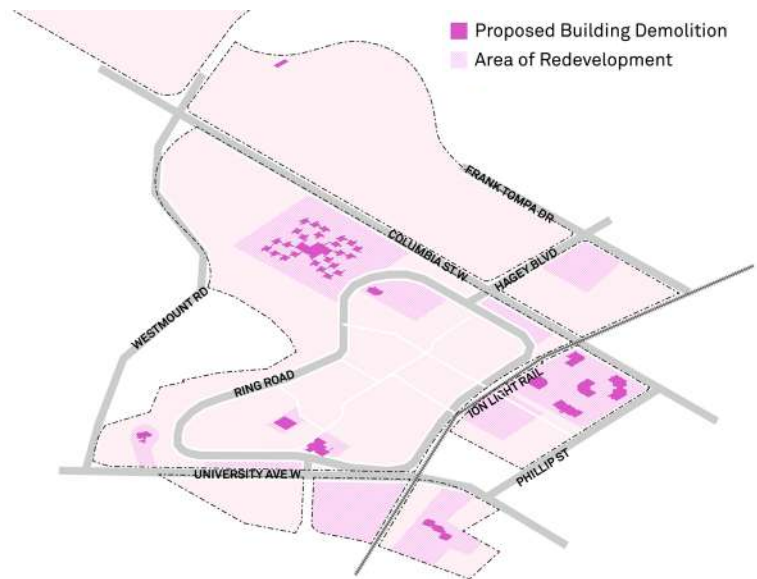 Proposed Building Demolition
Area of Redevelopment
FRANK TOMPA DR
COLUMBIA ST W
HAGEY BLVD
WESTMOUNT RD
RING ROAD
ION LIGHT RAIL
PHILLIP ST
UNIVERSITY AVE W